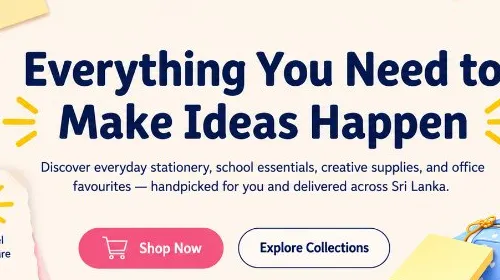 Everything You Need to
Make Ideas Happen
Discover everyday stationery, school essentials, creative supplies, and office
favourites — handpicked for you and delivered across Sri Lanka.
Shop Now
Explore Collections